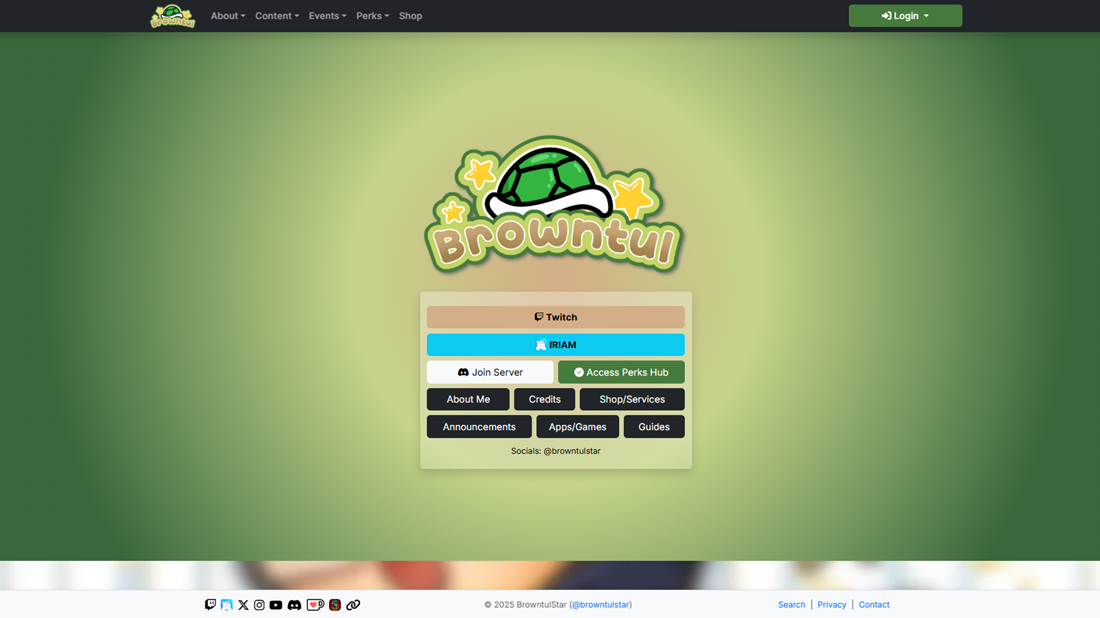 Browntul About Content Events Perks Shop Login
Browntul
Twitch
IRIAM
Join Server Access Perks Hub
About Me Credits Shop/Services
Announcements Apps/Games Guides
Socials: @browntulstar
© 2025 BrowntulStar (@browntulstar)
Search | Privacy | Contact